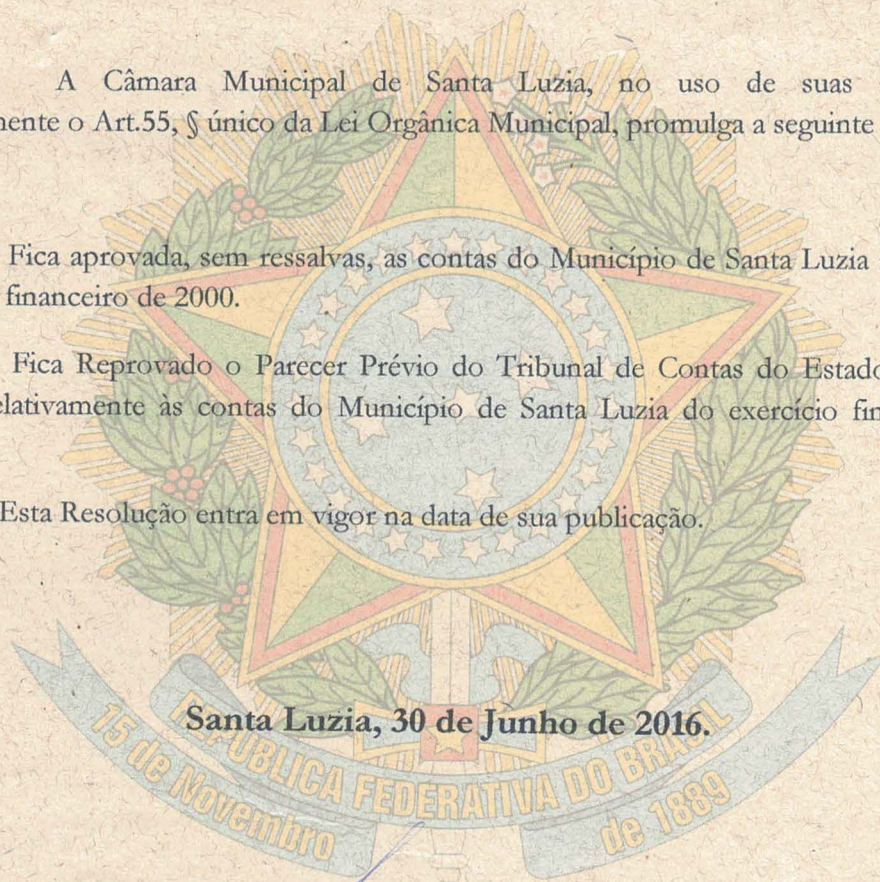 A Câmara Municipal de Santa Luzia, no uso de suas
mente o Art.55, § único da Lei Orgânica Municipal, promulga a seguinte
Fica aprovada, sem ressalvas, as contas do Município de Santa Luzia
financeiro de 2000.
Fica Reprovado o Parecer Prévio do Tribunal de Contas do Estado
elativamente às contas do Município de Santa Luzia do exercício fin
Esta Resolução entra em vigor na data de sua publicação.
Santa Luzia, 30 de Junho de 2016.
REPÚBLICA FEDERATIVA DO BRASIL
15 de Novembro
de 1889